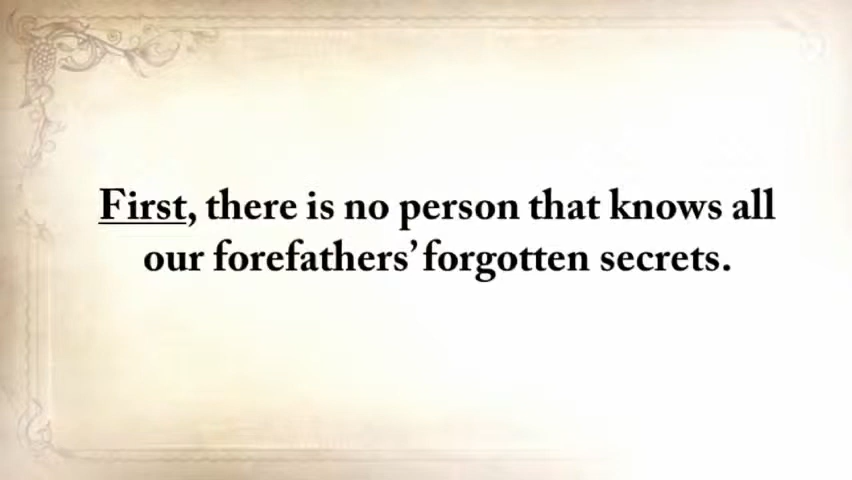 First, there is no person that knows all
our forefathers’ forgotten secrets.